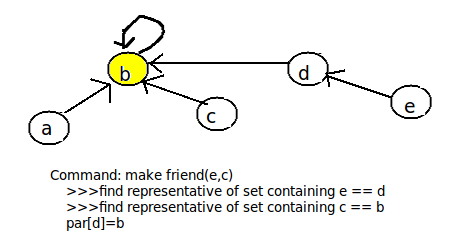 b
d
e
c
a
Command: make friend(e,c)
>>>find representative of set containing e == d
>>>find representative of set containing c == b
par[d]=b